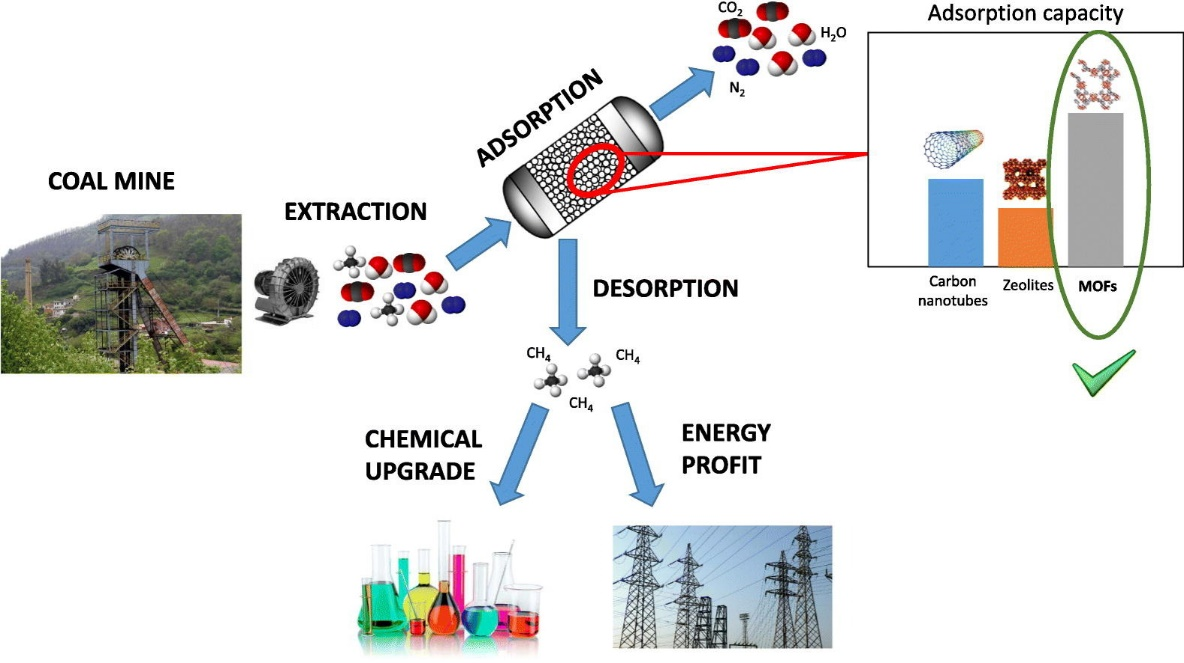 COAL MINE
EXTRACTION
ADSORPTION
CO₂
H₂O
N₂
Adsorption capacity
Carbon
nanotubes
Zeolites
MOFs
DESORPTION
CH₄
CH₄
CH₄
CHEMICAL
UPGRADE
ENERGY
PROFIT